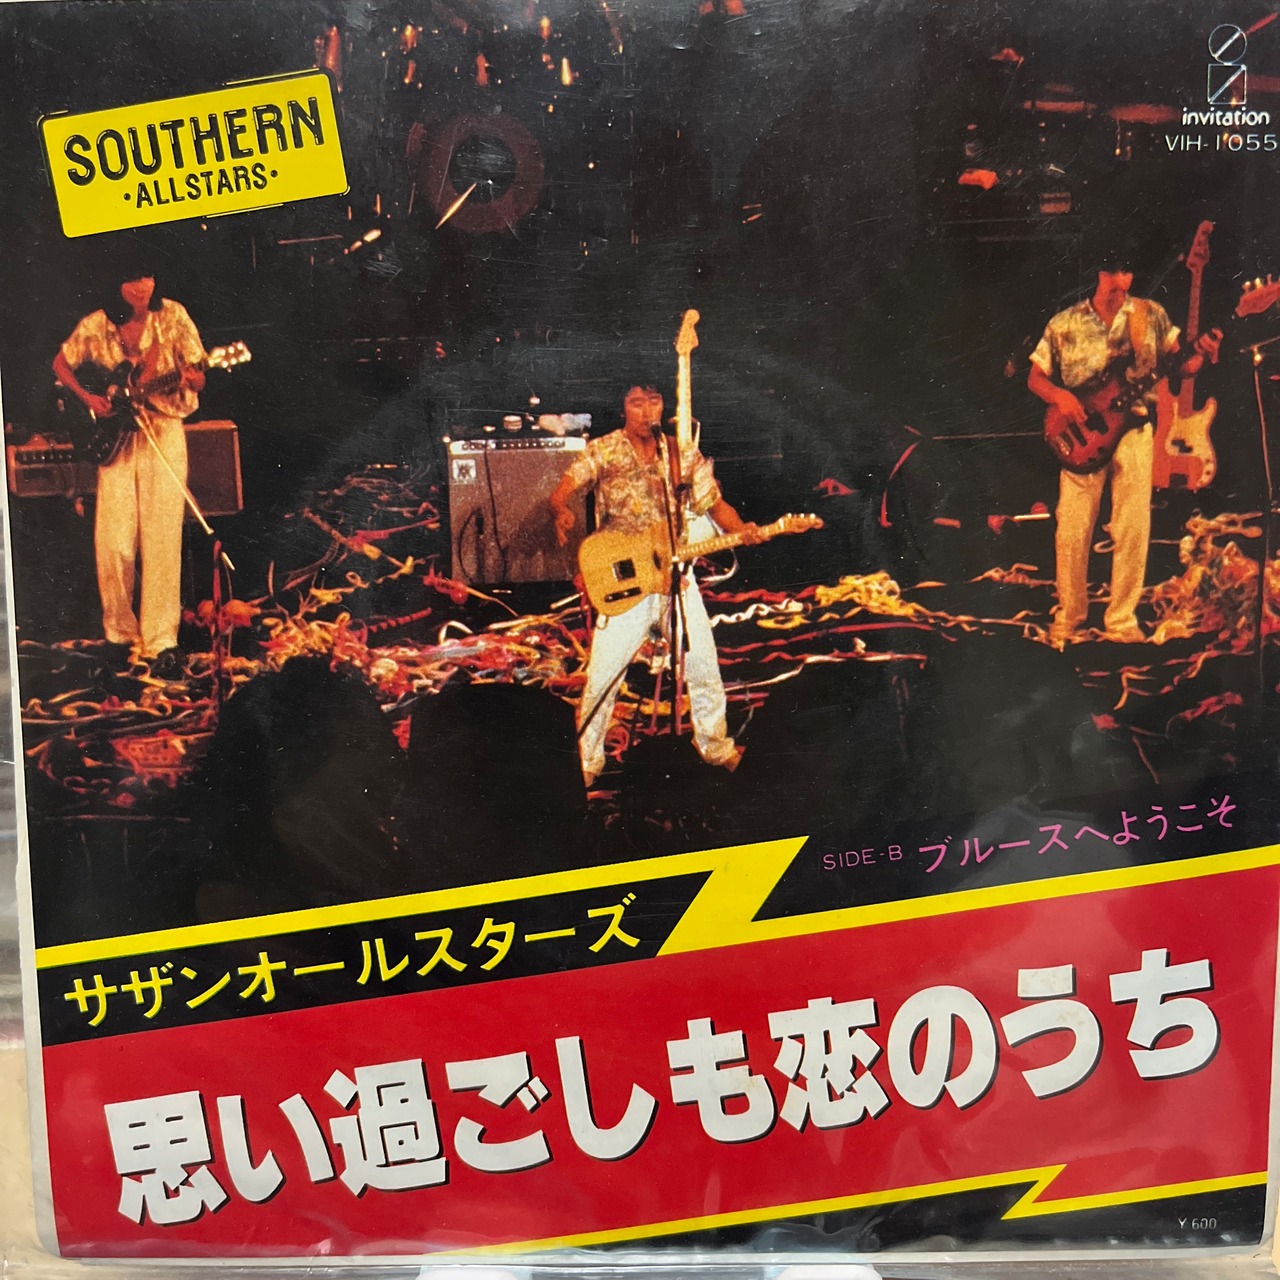 SOUTHERN
・ALLSTARS・
invitation
VIH-1055
SIDE-B ブルースへようこそ
サザンオールスターズ
思い過ごしも恋のうち
¥600